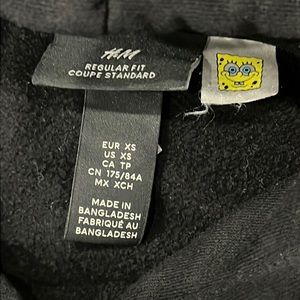 H&M
REGULAR FIT
COUPE STANDARD
EUR XS
US XS
CA TP
CN 175/84A
MX XCH
MADE IN
BANGLADESH
FABRIQUÉ AU
BANGLADESH